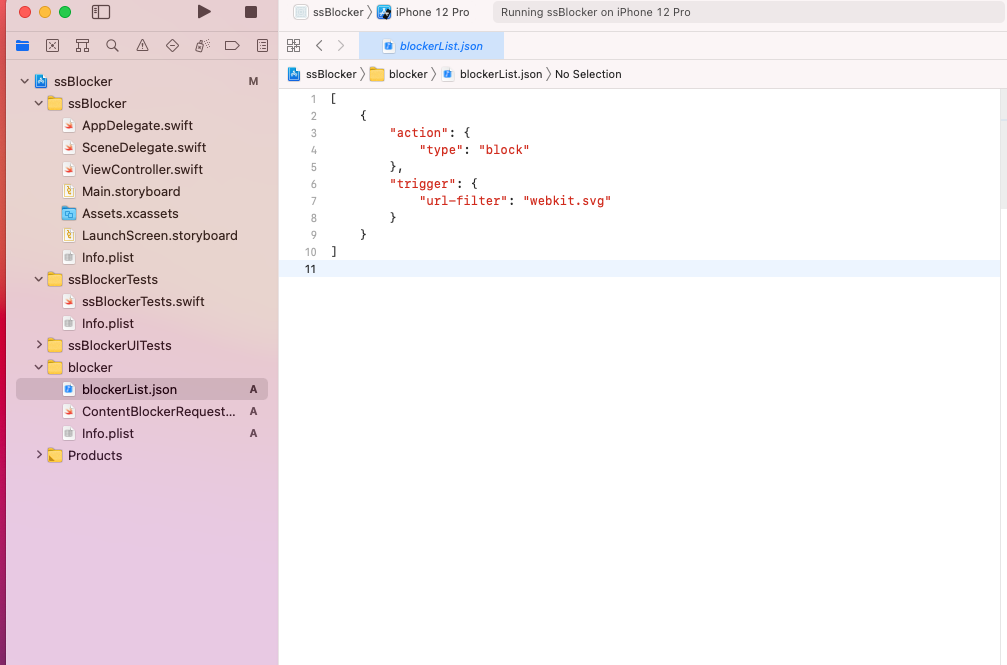 ssBlocker
iPhone 12 Pro
Running ssBlocker on iPhone 12 Pro
blockerList.json
ssBlocker
blocker
blockerList.json
No Selection
ssBlocker M
ssBlocker
AppDelegate.swift
SceneDelegate.swift
ViewController.swift
Main.storyboard
Assets.xcassets
LaunchScreen.storyboard
Info.plist
ssBlockerTests
ssBlockerTests.swift
Info.plist
ssBlockerUITests
blocker
blockerList.json A
ContentBlockerRequest... A
Info.plist A
Products
1 [
2 {
3 "action": {
4 "type": "block"
5 },
6 "trigger": {
7 "url-filter": "webkit.svg"
8 }
9 }
10 ]
11